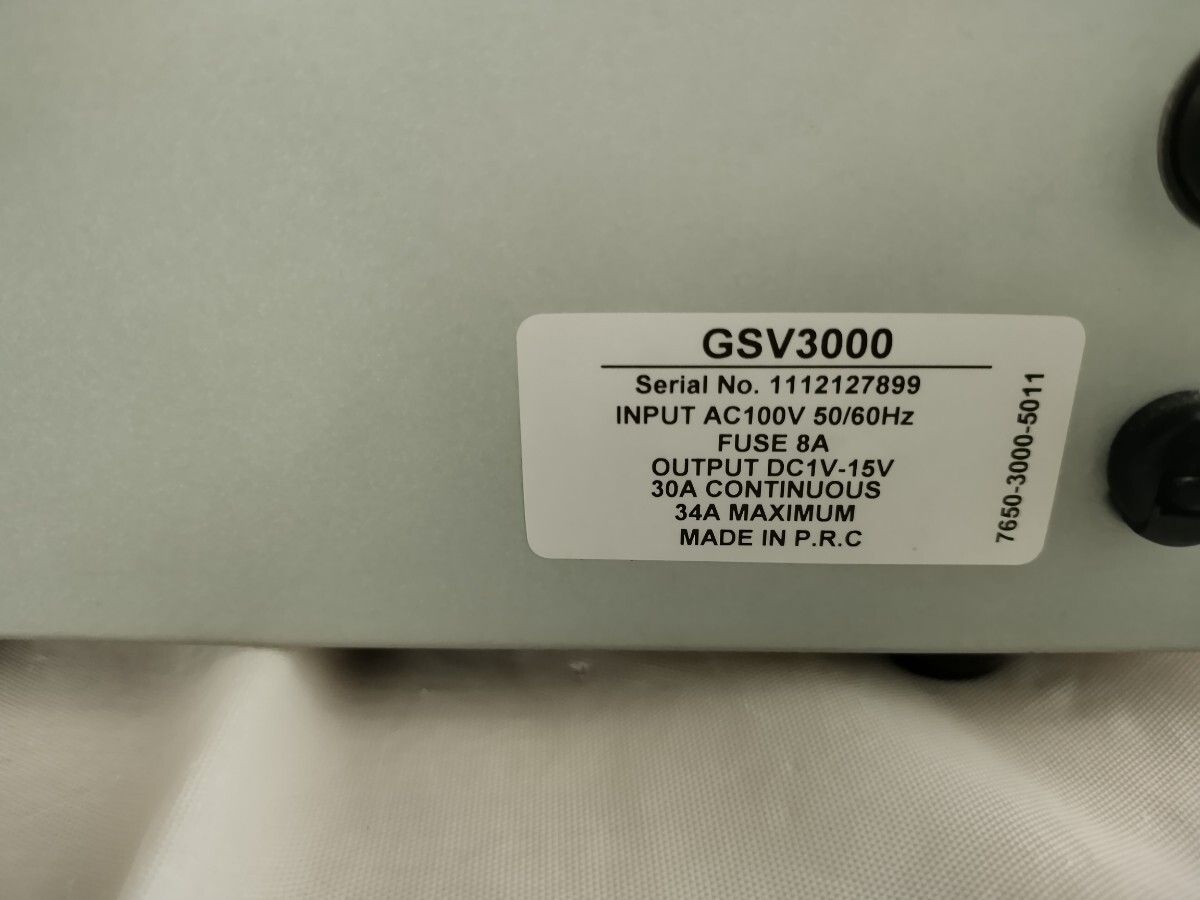 GSV3000
Serial No. 1112127899
INPUT AC100V 50/60Hz
FUSE 8A
OUTPUT DC1V-15V
30A CONTINUOUS
34A MAXIMUM
MADE IN P.R.C
7650-3000-5011